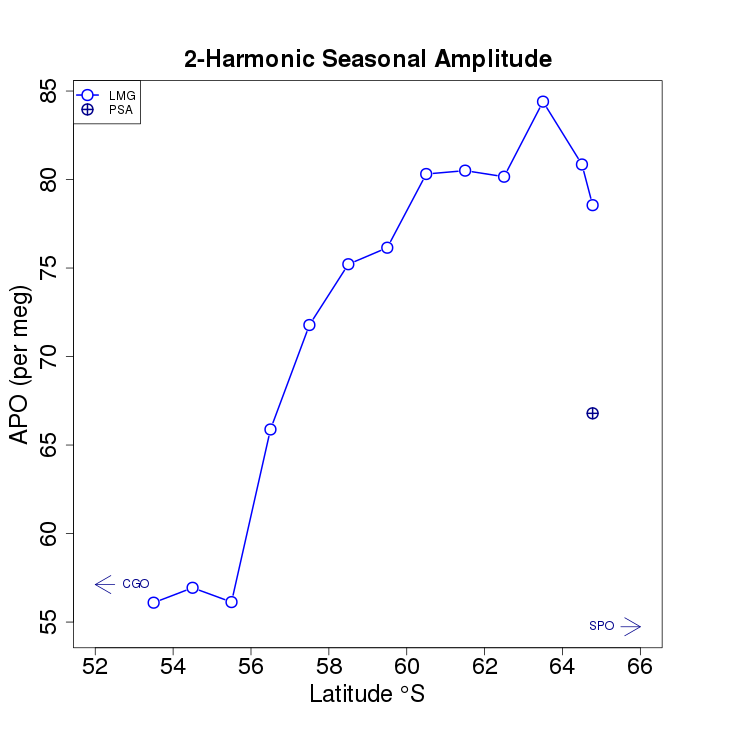 2-Harmonic Seasonal Amplitude
LMG
PSA
APO (per meg)
85
80
75
70
65
60
55
CGO
SPO
52 54 56 58 60 62 64 66
Latitude °S